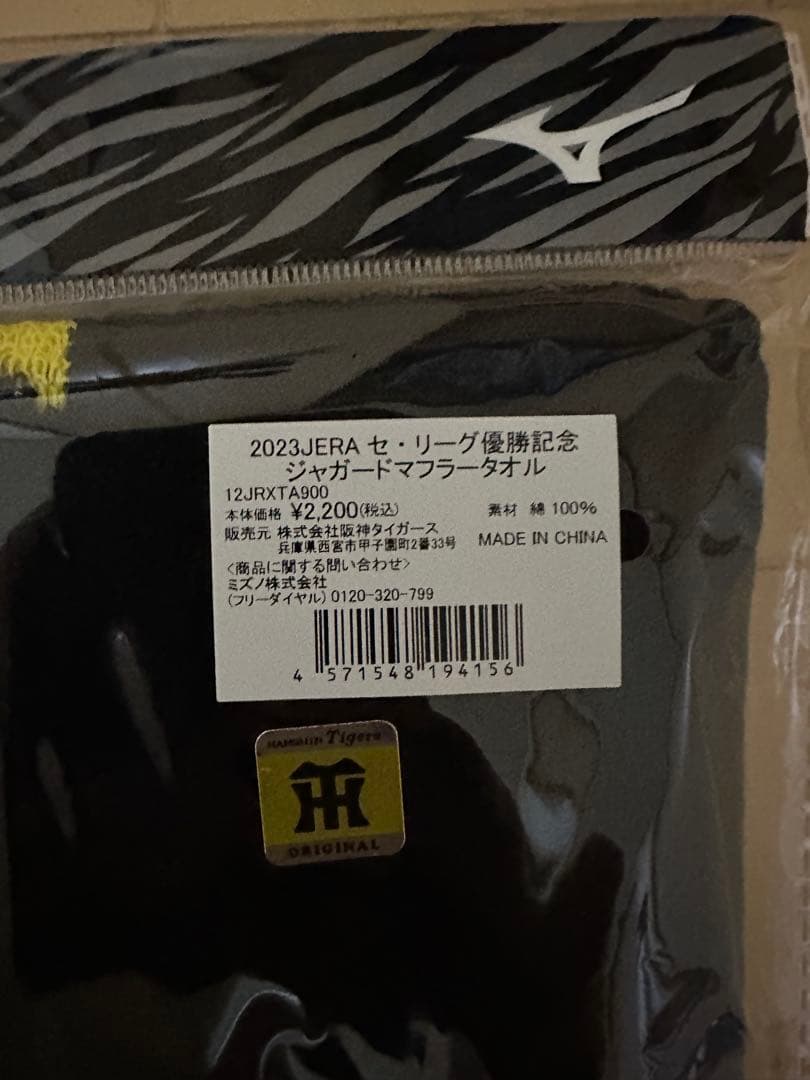 2023JERA セ・リーグ優勝記念
ジャガードマフラータオル
12JRXTA900
本体価格 ¥2,200(税込) 素材 綿 100%
販売元 株式会社阪神タイガース
兵庫県西宮市甲子園町2番33号 MADE IN CHINA
<商品に関する問い合わせ>
ミズノ株式会社
(フリーダイヤル) 0120-320-799
4 571548 194156
HANSHIN Tigers
TH
ORIGINAL